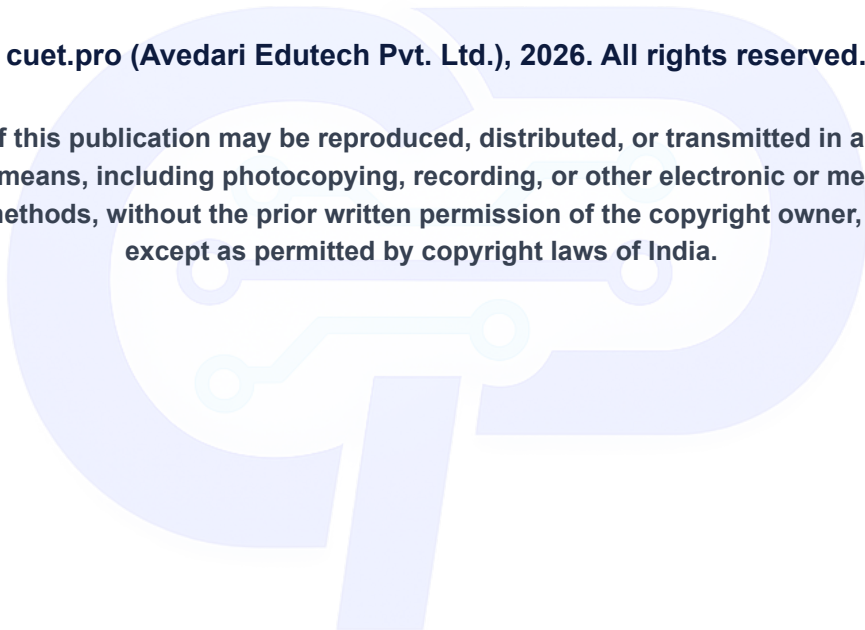 cuet.pro (Avedari Edutech Pvt. Ltd.), 2026. All rights reserved.
f this publication may be reproduced, distributed, or transmitted in a
means, including photocopying, recording, or other electronic or me
ethods, without the prior written permission of the copyright owner,
except as permitted by copyright laws of India.